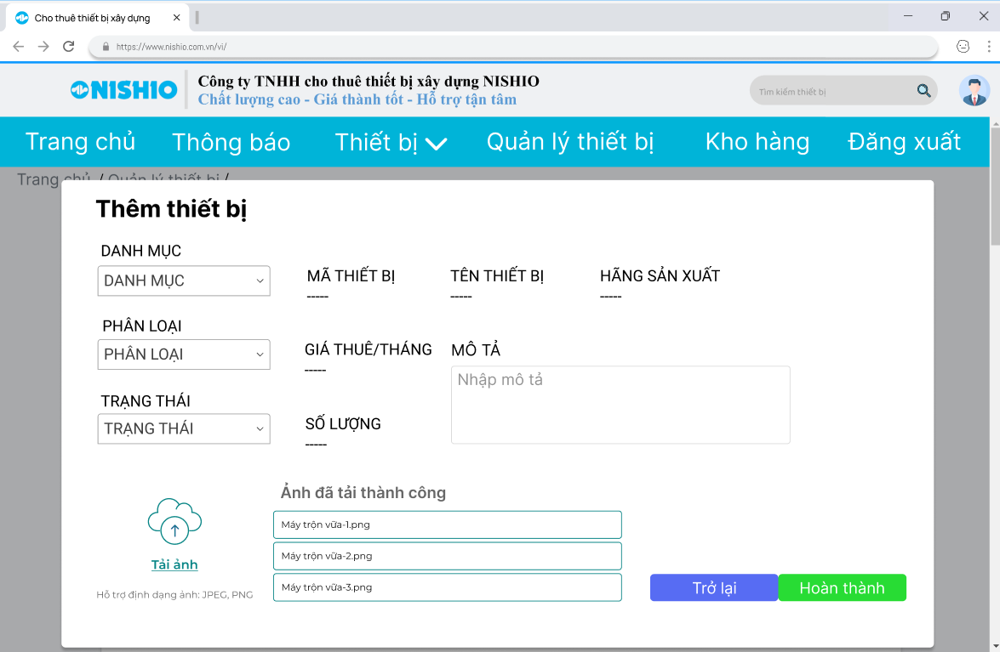 Cho thuê thiết bị xây dựng
https://www.nishio.com.vn/vi/
NISHIO
Công ty TNHH cho thuê thiết bị xây dựng NISHIO
Chất lượng cao - Giá thành tốt - Hỗ trợ tận tâm
Tìm kiếm thiết bị
Trang chủ Thông báo Thiết bị Quản lý thiết bị Kho hàng Đăng xuất
Trang chủ / Quản lý thiết bị /
Thêm thiết bị
DANH MỤC
DANH MỤC
MÃ THIẾT BỊ
-----
TÊN THIẾT BỊ
-----
HÃNG SẢN XUẤT
-----
PHÂN LOẠI
PHÂN LOẠI
GIÁ THUÊ/THÁNG
-----
MÔ TẢ
Nhập mô tả
TRẠNG THÁI
TRẠNG THÁI
SỐ LƯỢNG
-----
Tải ảnh
Hỗ trợ định dạng ảnh: JPEG, PNG
Ảnh đã tải thành công
Máy trộn vữa-1.png
Máy trộn vữa-2.png
Máy trộn vữa-3.png
Trở lại
Hoàn thành